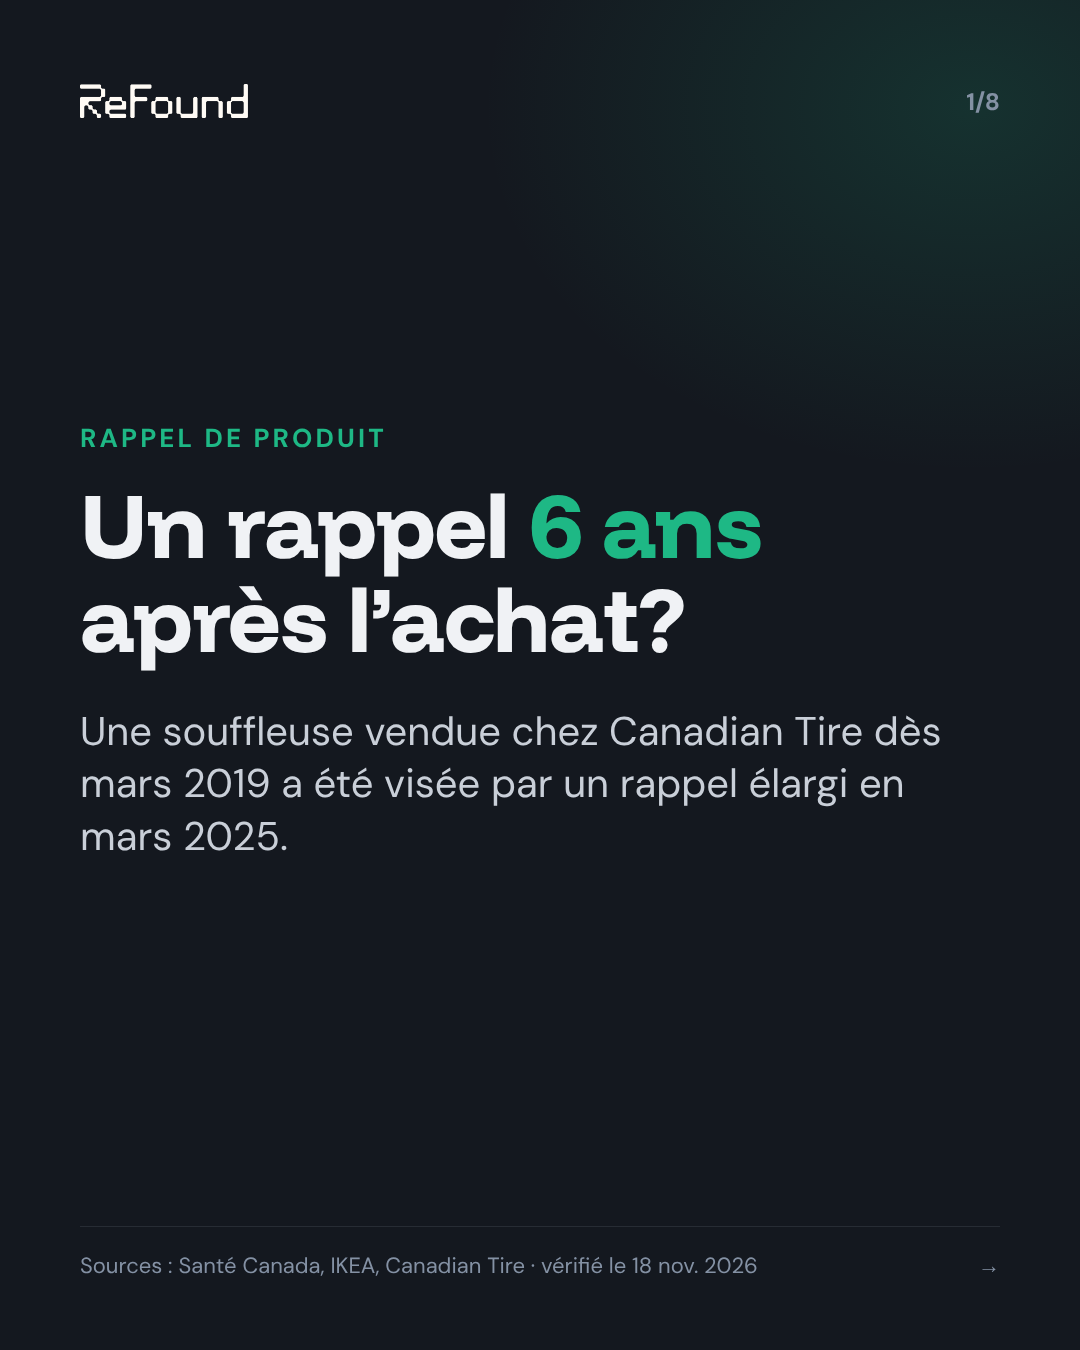 ReFound
1/8
RAPPEL DE PRODUIT
Un rappel 6 ans
après l’achat?
Une souffleuse vendue chez Canadian Tire dès
mars 2019 a été visée par un rappel élargi en
mars 2025.
Sources : Santé Canada, IKEA, Canadian Tire · vérifié le 18 nov. 2026
→